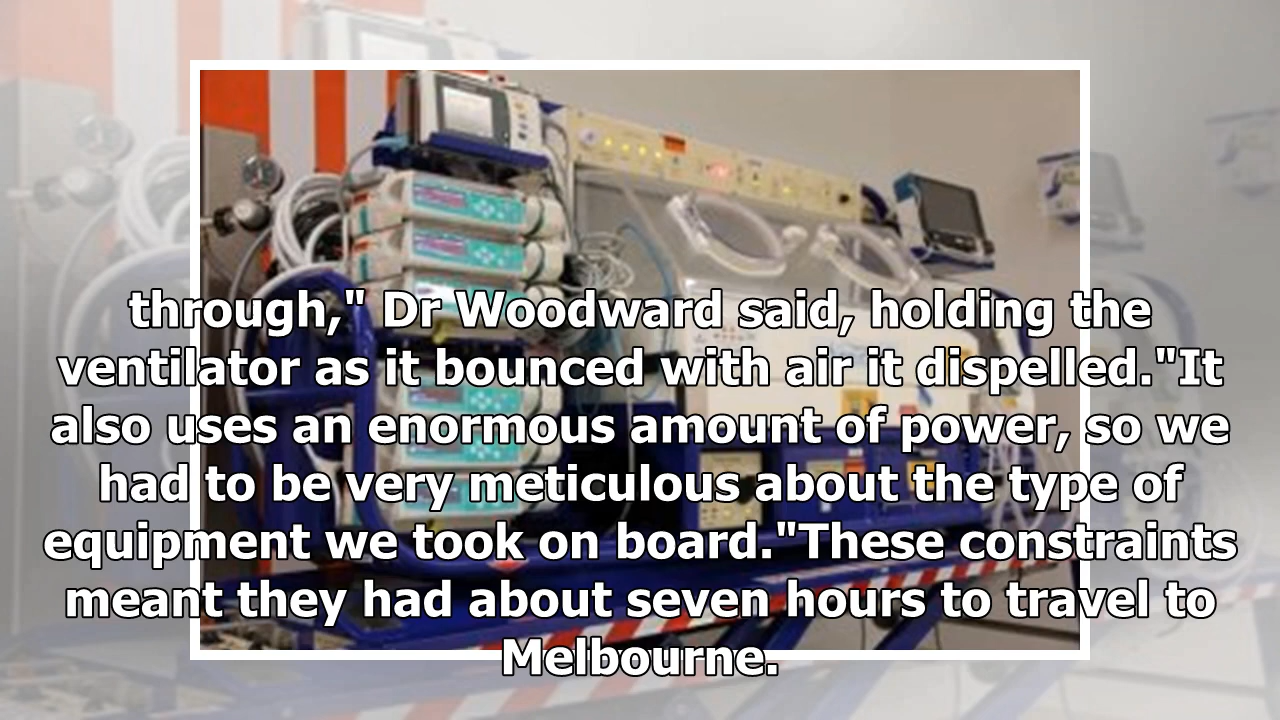 through," Dr Woodward said, holding the
ventilator as it bounced with air it dispelled."It
also uses an enormous amount of power, so we
had to be very meticulous about the type of
equipment we took on board."These constraints
meant they had about seven hours to travel to
Melbourne.